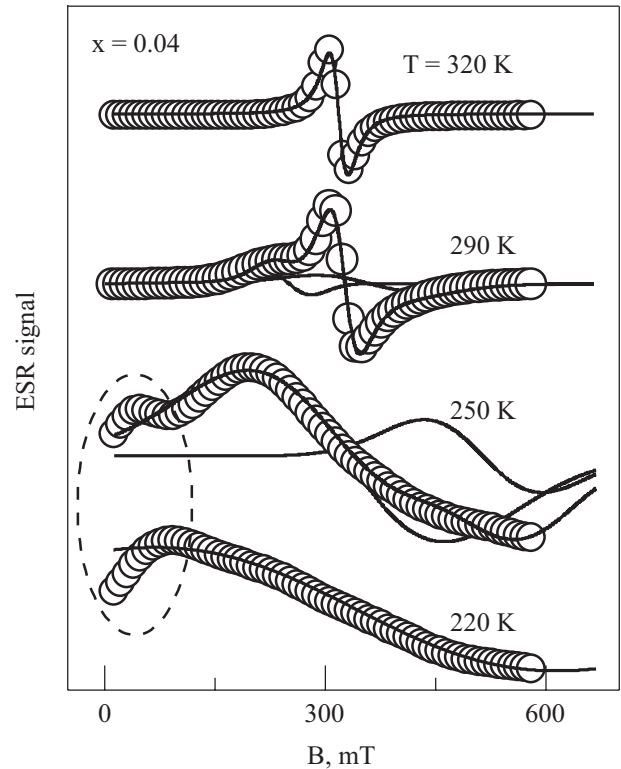 x = 0.04
T = 320 K
290 K
250 K
220 K
ESR signal
0 300 600
B, mT